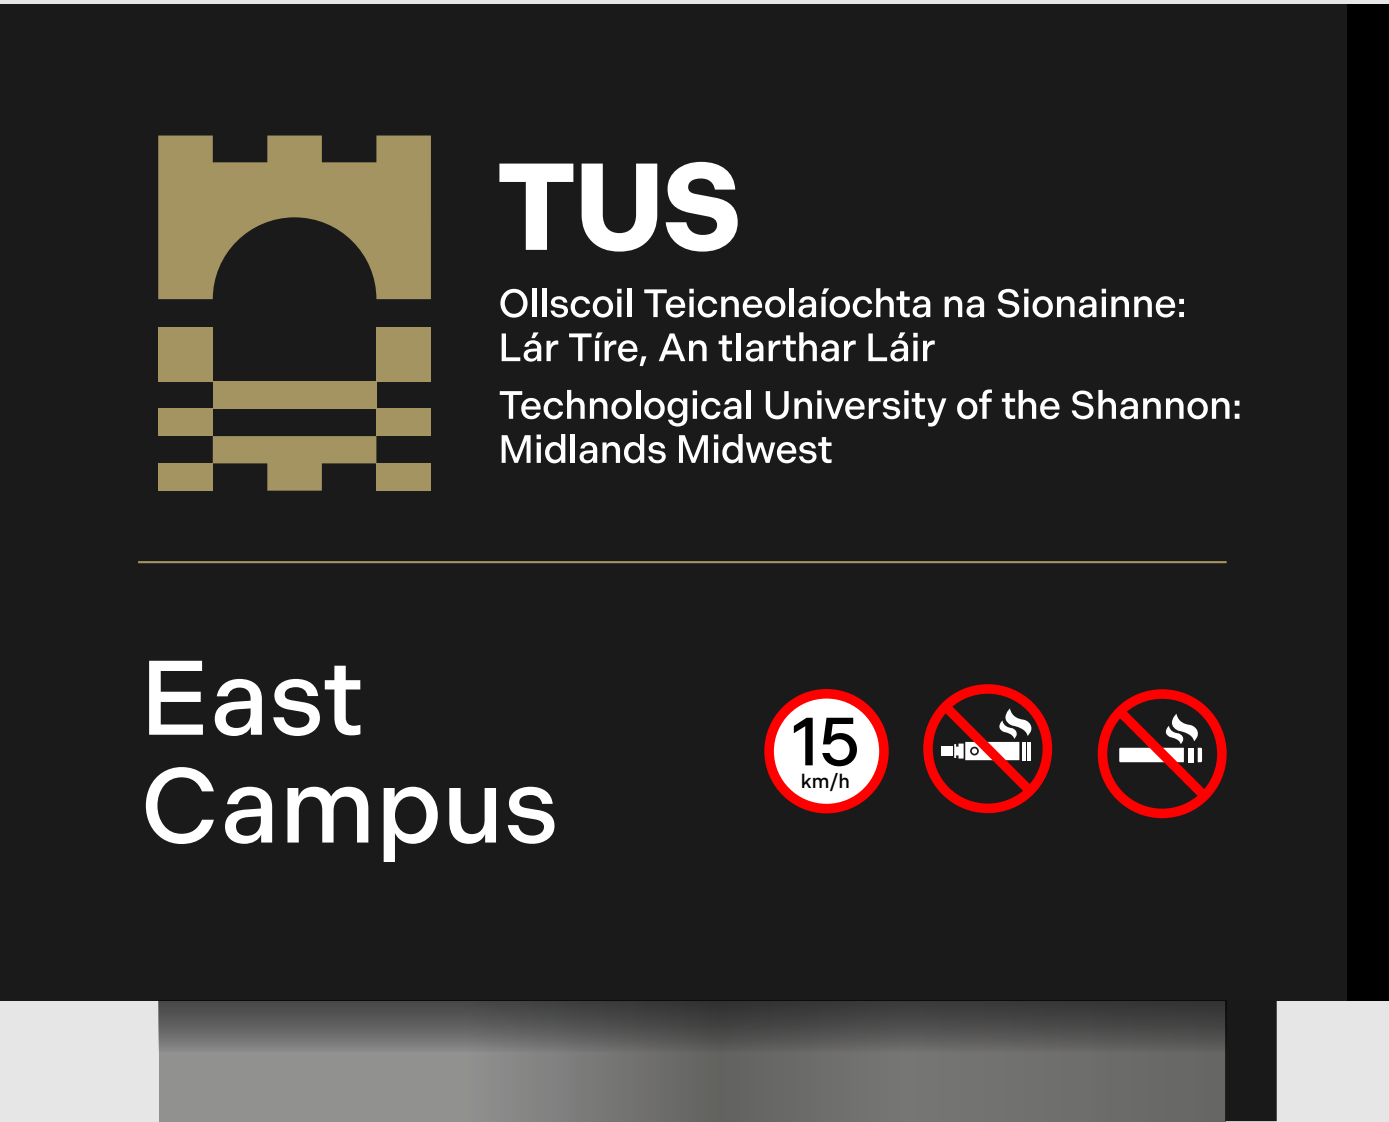 TUS
Ollscoil Teicneolaíochta na Sionainne:
Lár Tíre, An tIarthar Láir
Technological University of the Shannon:
Midlands Midwest
East
Campus
15
km/h